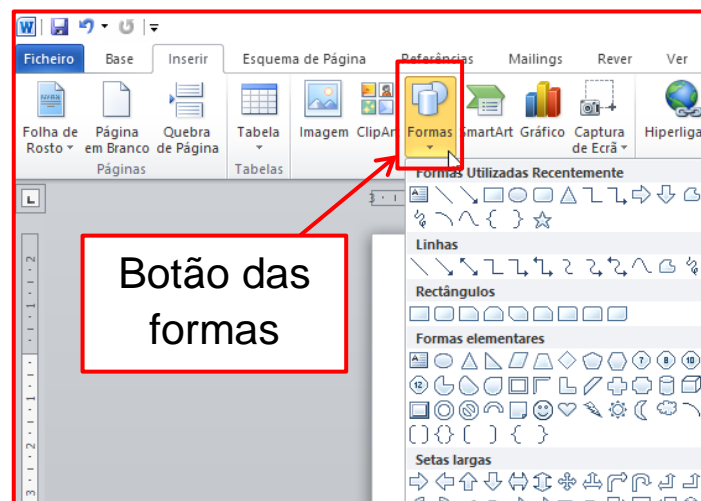 Ficheiro Base Inserir Esquema de Página Referências Mailings Rever Ver
Folha de Rosto
Página em Branco
Quebra de Página
Tabela
Imagem
ClipArt
Formas
SmartArt
Gráfico
Captura de Ecrã
Páginas
Tabelas
Formas Utilizadas Recentemente
Linhas
Rectângulos
Formas elementares
Setas largas
Botão das
formas